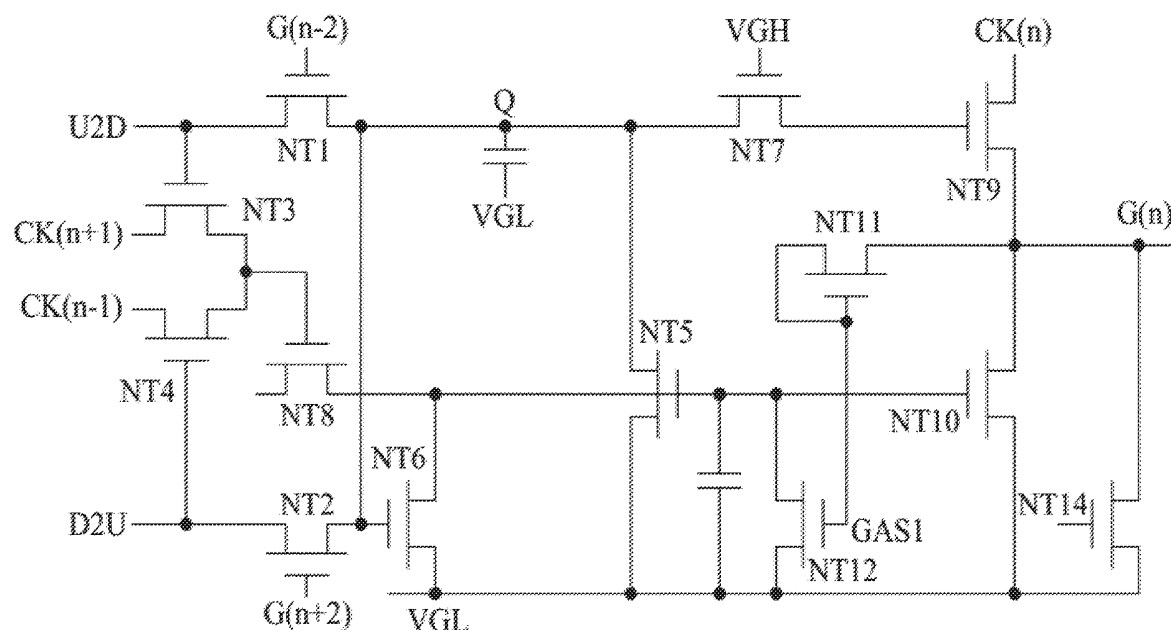 G(n-2)
VGH
CK(n)
U2D
Q
NT1
NT7
NT9
NT3
VGL
NT11
G(n)
CK(n+1)
CK(n-1)
NT5
NT4
NT8
NT10
NT6
NT2
D2U
GAS1
NT14
NT12
G(n+2)
VGL